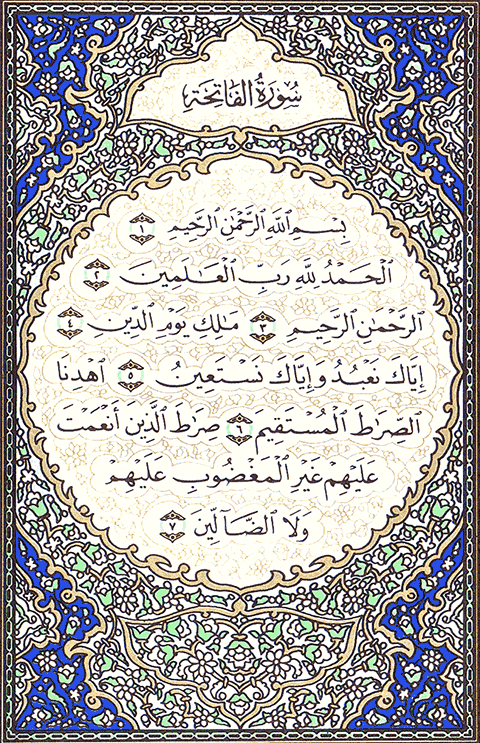 سُورَةُ الفَاتِحَةِ
بِسْمِ ٱللَّهِ ٱلرَّحْمَٰنِ ٱلرَّحِيمِ ١
ٱلْحَمْدُ لِلَّهِ رَبِّ ٱلْعَٰلَمِينَ ٢
ٱلرَّحْمَٰنِ ٱلرَّحِيمِ ٣ مَٰلِكِ يَوْمِ ٱلدِّينِ ٤
إِيَّاكَ نَعْبُدُ وَإِيَّاكَ نَسْتَعِينُ ٥ ٱهْدِنَا
ٱلصِّرَٰطَ ٱلْمُسْتَقِيمَ ٦ صِرَٰطَ ٱلَّذِينَ أَنْعَمْتَ
عَلَيْهِمْ غَيْرِ ٱلْمَغْضُوبِ عَلَيْهِمْ
وَلَا ٱلضَّآلِّينَ ٧